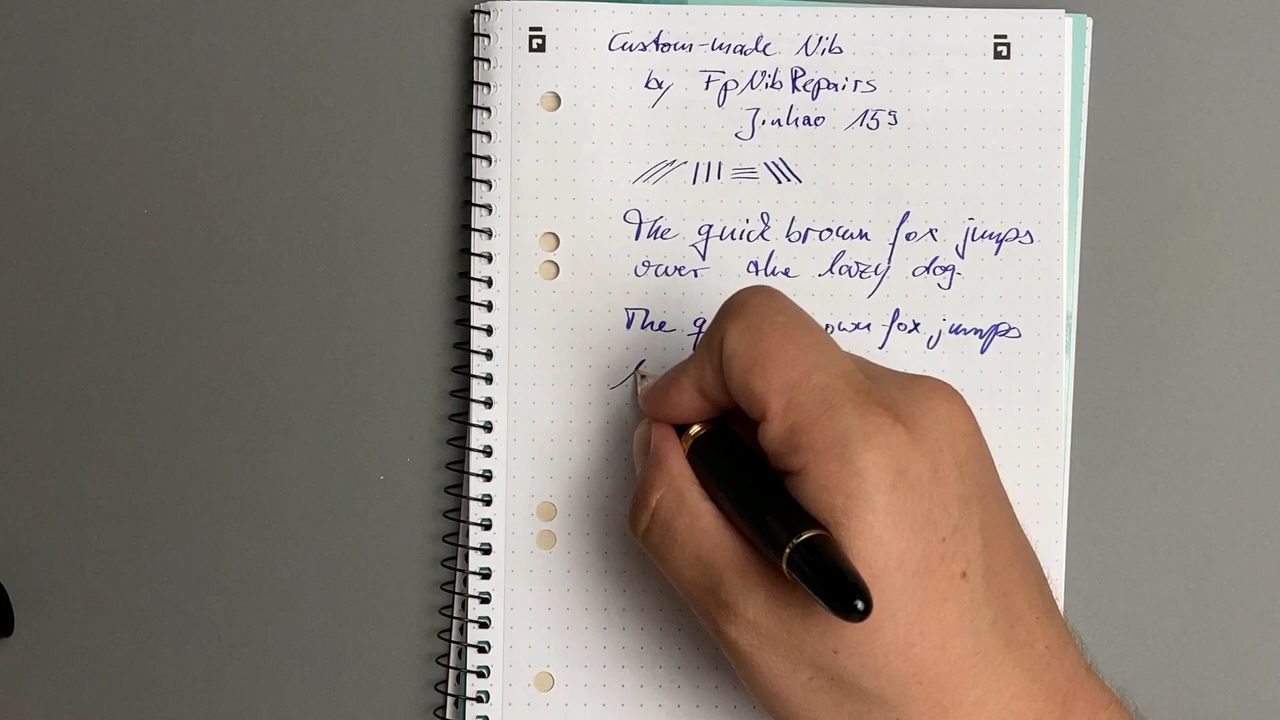 Custom-made Nib
by FpNibRepairs
Jinhao 159
The quick brown fox jumps
over the lazy dog.
The own fox jumps